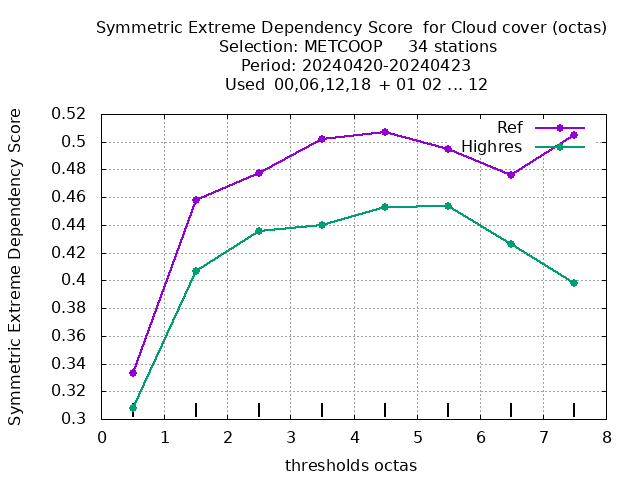 Symmetric Extreme Dependency Score for Cloud cover (octas)
Selection: METCOOP 34 stations
Period: 20240420-20240423
Used 00,06,12,18 + 01 02 ... 12
Symmetric Extreme Dependency Score
0.52
0.5
0.48
0.46
0.44
0.42
0.4
0.38
0.36
0.34
0.32
0.3
Ref
Highres
0 1 2 3 4 5 6 7 8
thresholds octas